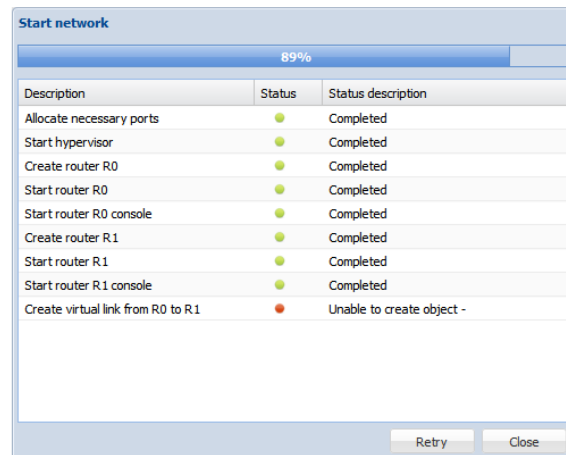 Start network
89%
Description Status Status description
Allocate necessary ports Completed
Start hypervisor Completed
Create router R0 Completed
Start router R0 Completed
Start router R0 console Completed
Create router R1 Completed
Start router R1 Completed
Start router R1 console Completed
Create virtual link from R0 to R1 Unable to create object -
Retry Close